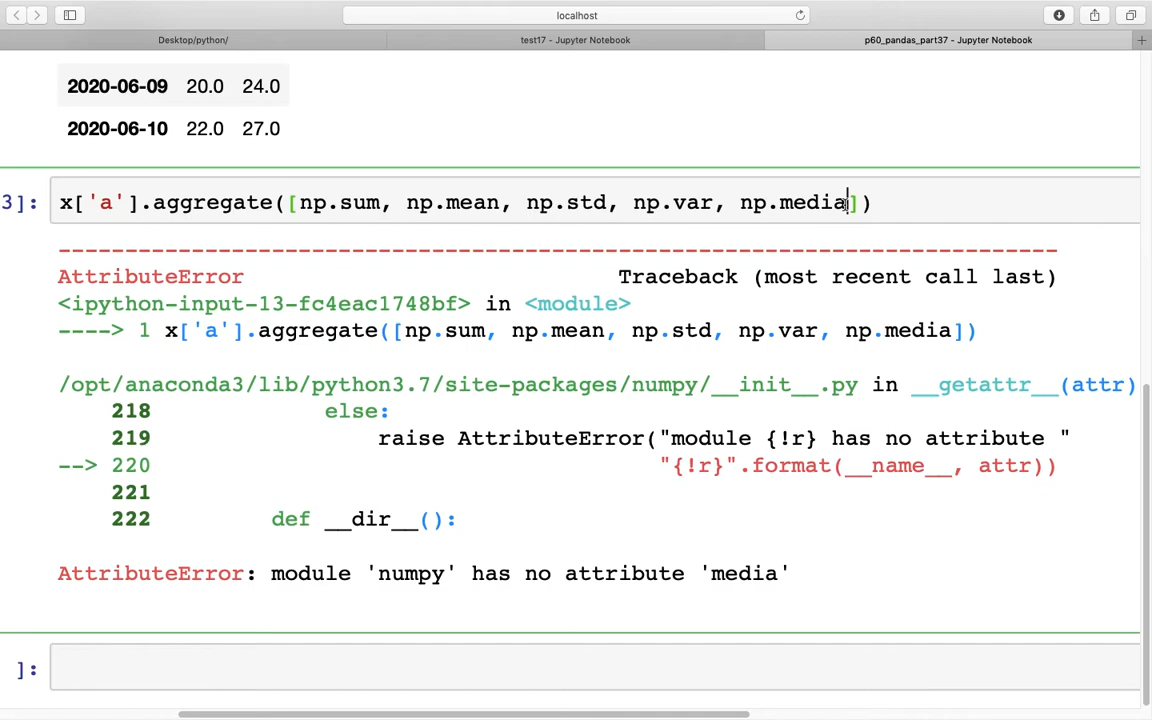 localhost
Desktop/python/
test17 - Jupyter Notebook
p60_pandas_part37 - Jupyter Notebook
2020-06-09 20.0 24.0
2020-06-10 22.0 27.0
3]: x['a'].aggregate([np.sum, np.mean, np.std, np.var, np.media])
---------------------------------------------------------------------------
AttributeError Traceback (most recent call last)
<ipython-input-13-fc4eac1748bf> in <module>
----> 1 x['a'].aggregate([np.sum, np.mean, np.std, np.var, np.media])
/opt/anaconda3/lib/python3.7/site-packages/numpy/__init__.py in __getattr__(attr)
218 else:
219 raise AttributeError("module {!r} has no attribute "
--> 220 "{!r}".format(__name__, attr))
221
222 def __dir__():
AttributeError: module 'numpy' has no attribute 'media'
]: